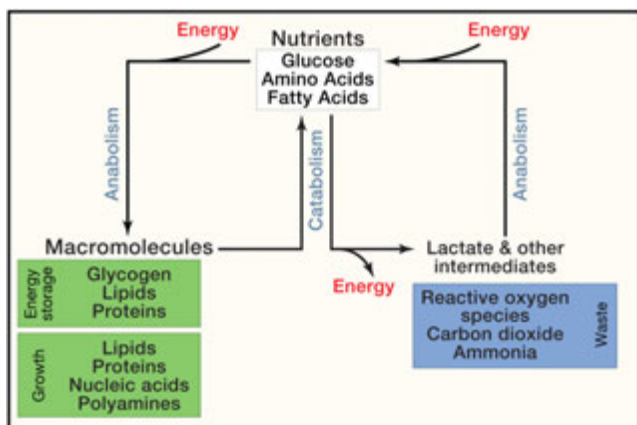 Energy
Nutrients
Energy
Glucose
Amino Acids
Fatty Acids
Anabolism
Catabolism
Anabolism
Macromolecules
Lactate & other
intermediates
Energy
Energy
storage
Glycogen
Lipids
Proteins
Reactive oxygen
species
Carbon dioxide
Ammonia
Waste
Growth
Lipids
Proteins
Nucleic acids
Polyamines